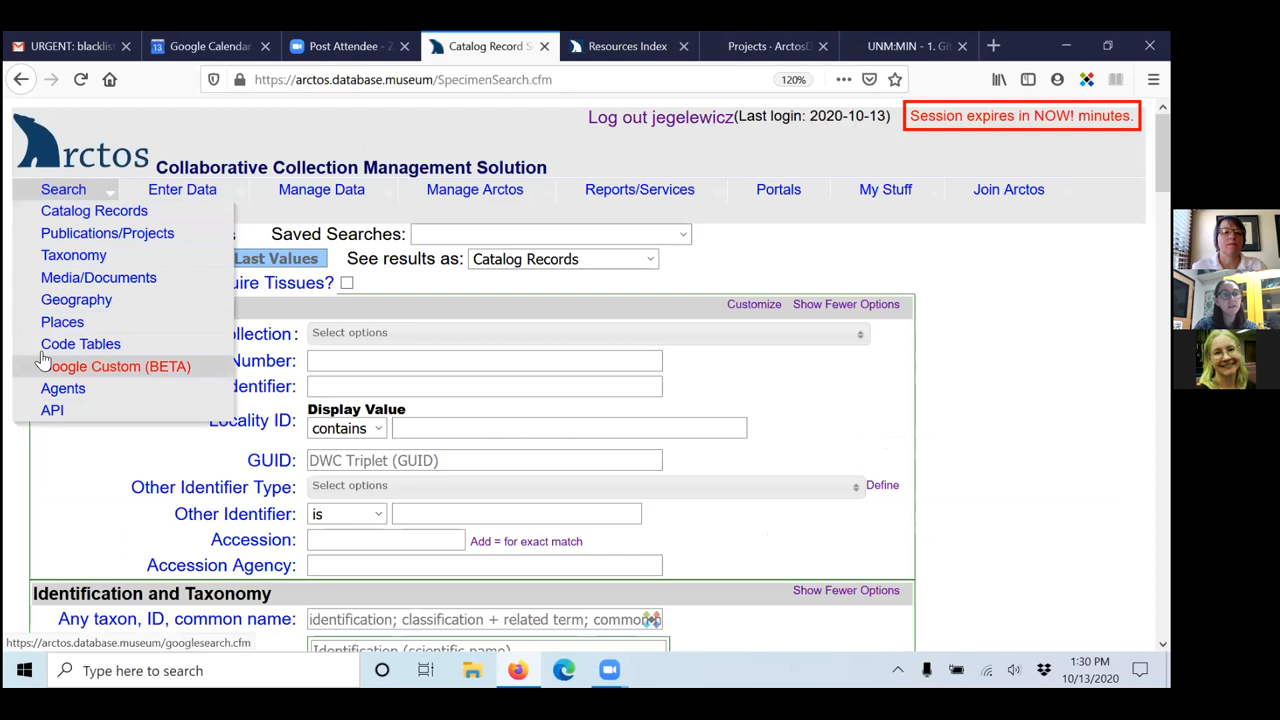 URGENT: blacklis
Google Calendar
Post Attendee - Z
Catalog Record S
Resources Index
Projects · ArctosD
UNM:MIN - 1. Gi
https://arctos.database.museum/SpecimenSearch.cfm
120%
Log out jegelewicz(Last login: 2020-10-13)
Session expires in NOW! minutes.
Arctos
Collaborative Collection Management Solution
Search
Enter Data
Manage Data
Manage Arctos
Reports/Services
Portals
My Stuff
Join Arctos
Catalog Records
Publications/Projects
Taxonomy
Media/Documents
Geography
Places
Code Tables
Google Custom (BETA)
Agents
API
s
Saved Searches:
Last Values
See results as:
Catalog Records
uire Tissues?
Customize
Show Fewer Options
ollection:
Select options
Number:
dentifier:
Display Value
Locality ID:
contains
GUID:
DWC Triplet (GUID)
Other Identifier Type:
Select options
Define
Other Identifier:
is
Accession:
Add = for exact match
Accession Agency:
Identification and Taxonomy
Show Fewer Options
Any taxon, ID, common name:
identification; classification + related term; common
Identification (scientific name)
https://arctos.database.museum/googlesearch.cfm
Type here to search
1:30 PM
10/13/2020